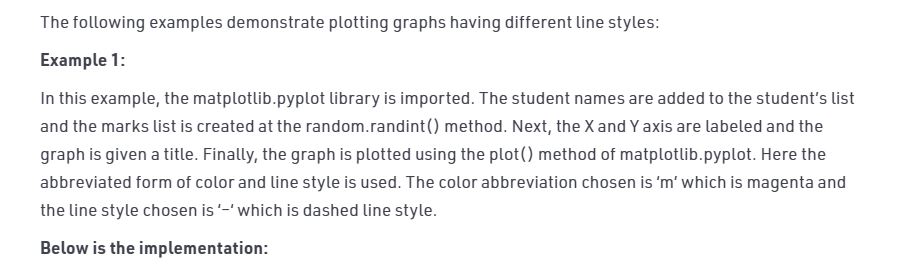 The following examples demonstrate plotting graphs having different line styles:
Example 1:
In this example, the matplotlib.pyplot library is imported. The student names are added to the student’s list
and the marks list is created at the random.randint() method. Next, the X and Y axis are labeled and the
graph is given a title. Finally, the graph is plotted using the plot() method of matplotlib.pyplot. Here the
abbreviated form of color and line style is used. The color abbreviation chosen is ‘m’ which is magenta and
the line style chosen is ‘–‘ which is dashed line style.
Below is the implementation: